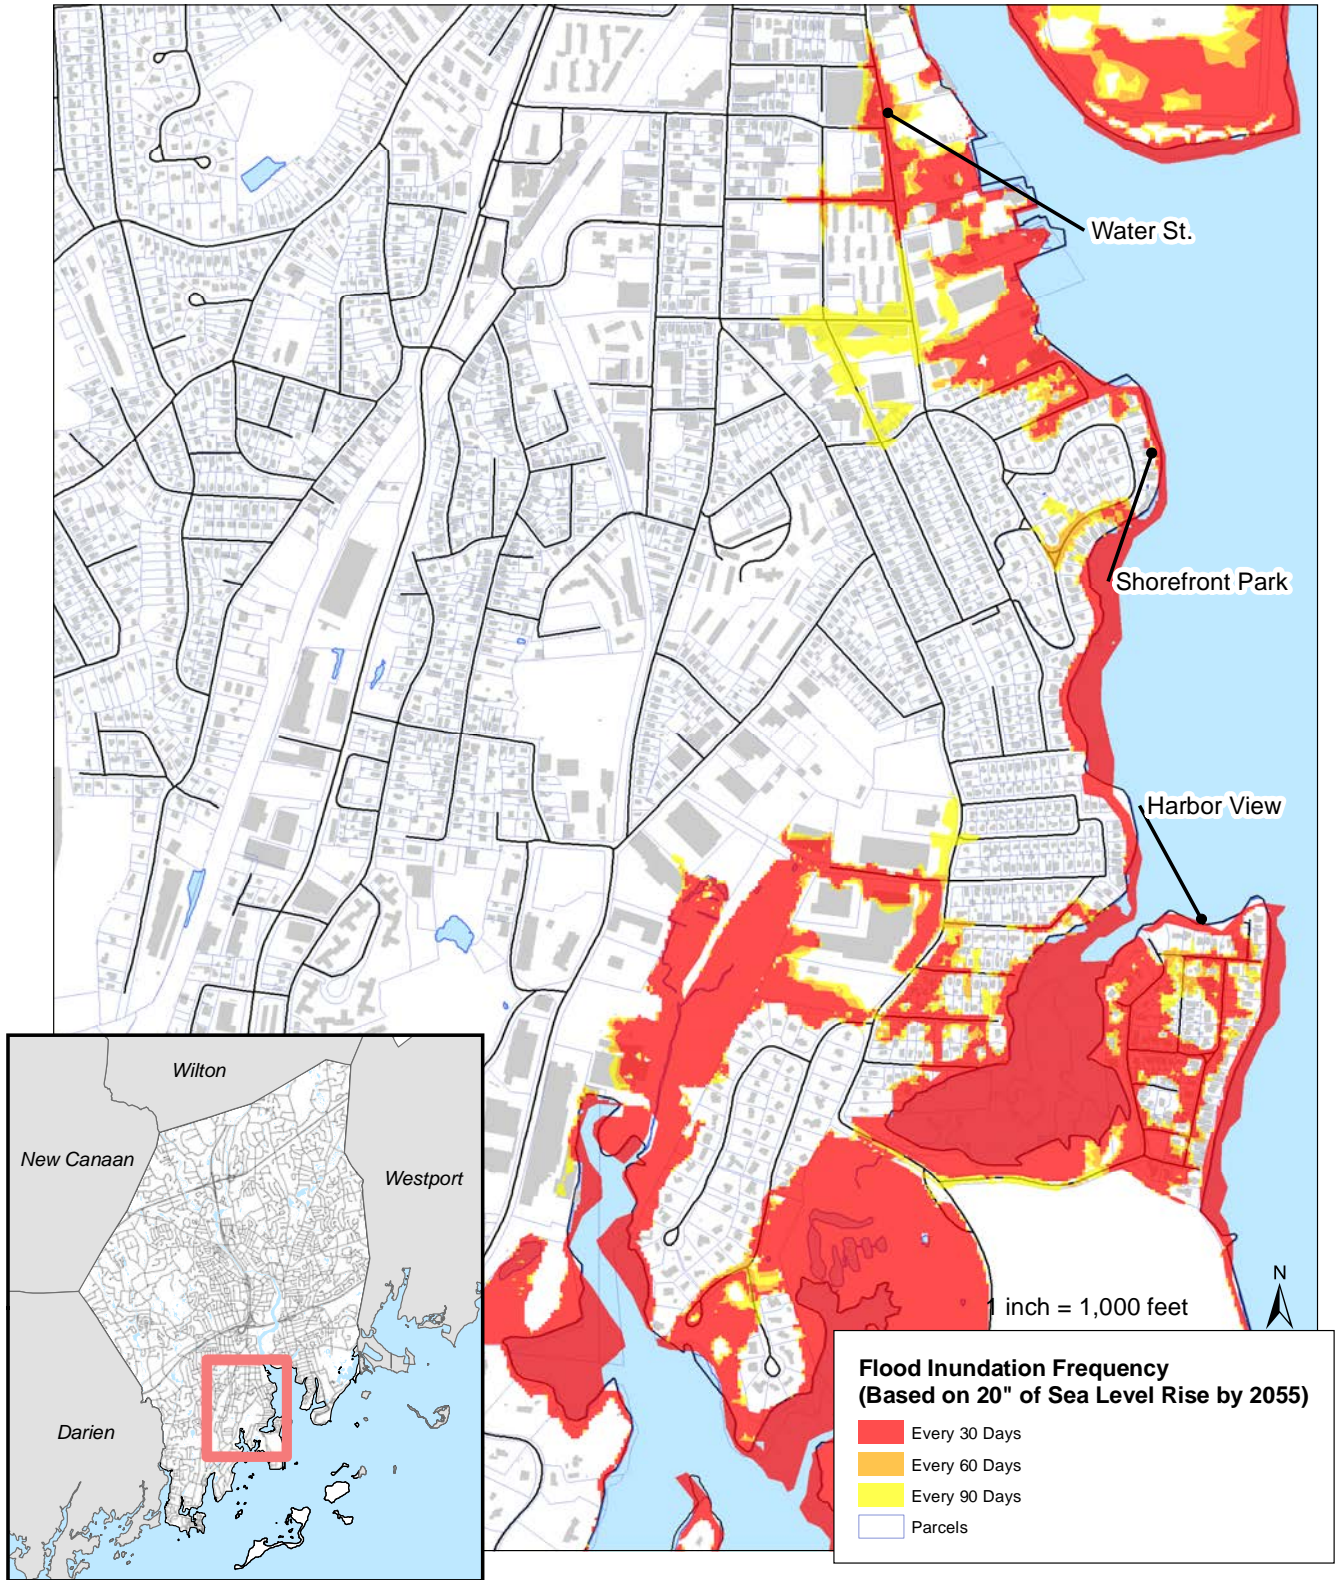 Water St.
Shorefront Park
Harbor View
Wilton
New Canaan
Westport
Darien
N
1 inch = 1,000 feet
Flood Inundation Frequency
(Based on 20" of Sea Level Rise by 2055)
Every 30 Days
Every 60 Days
Every 90 Days
Parcels